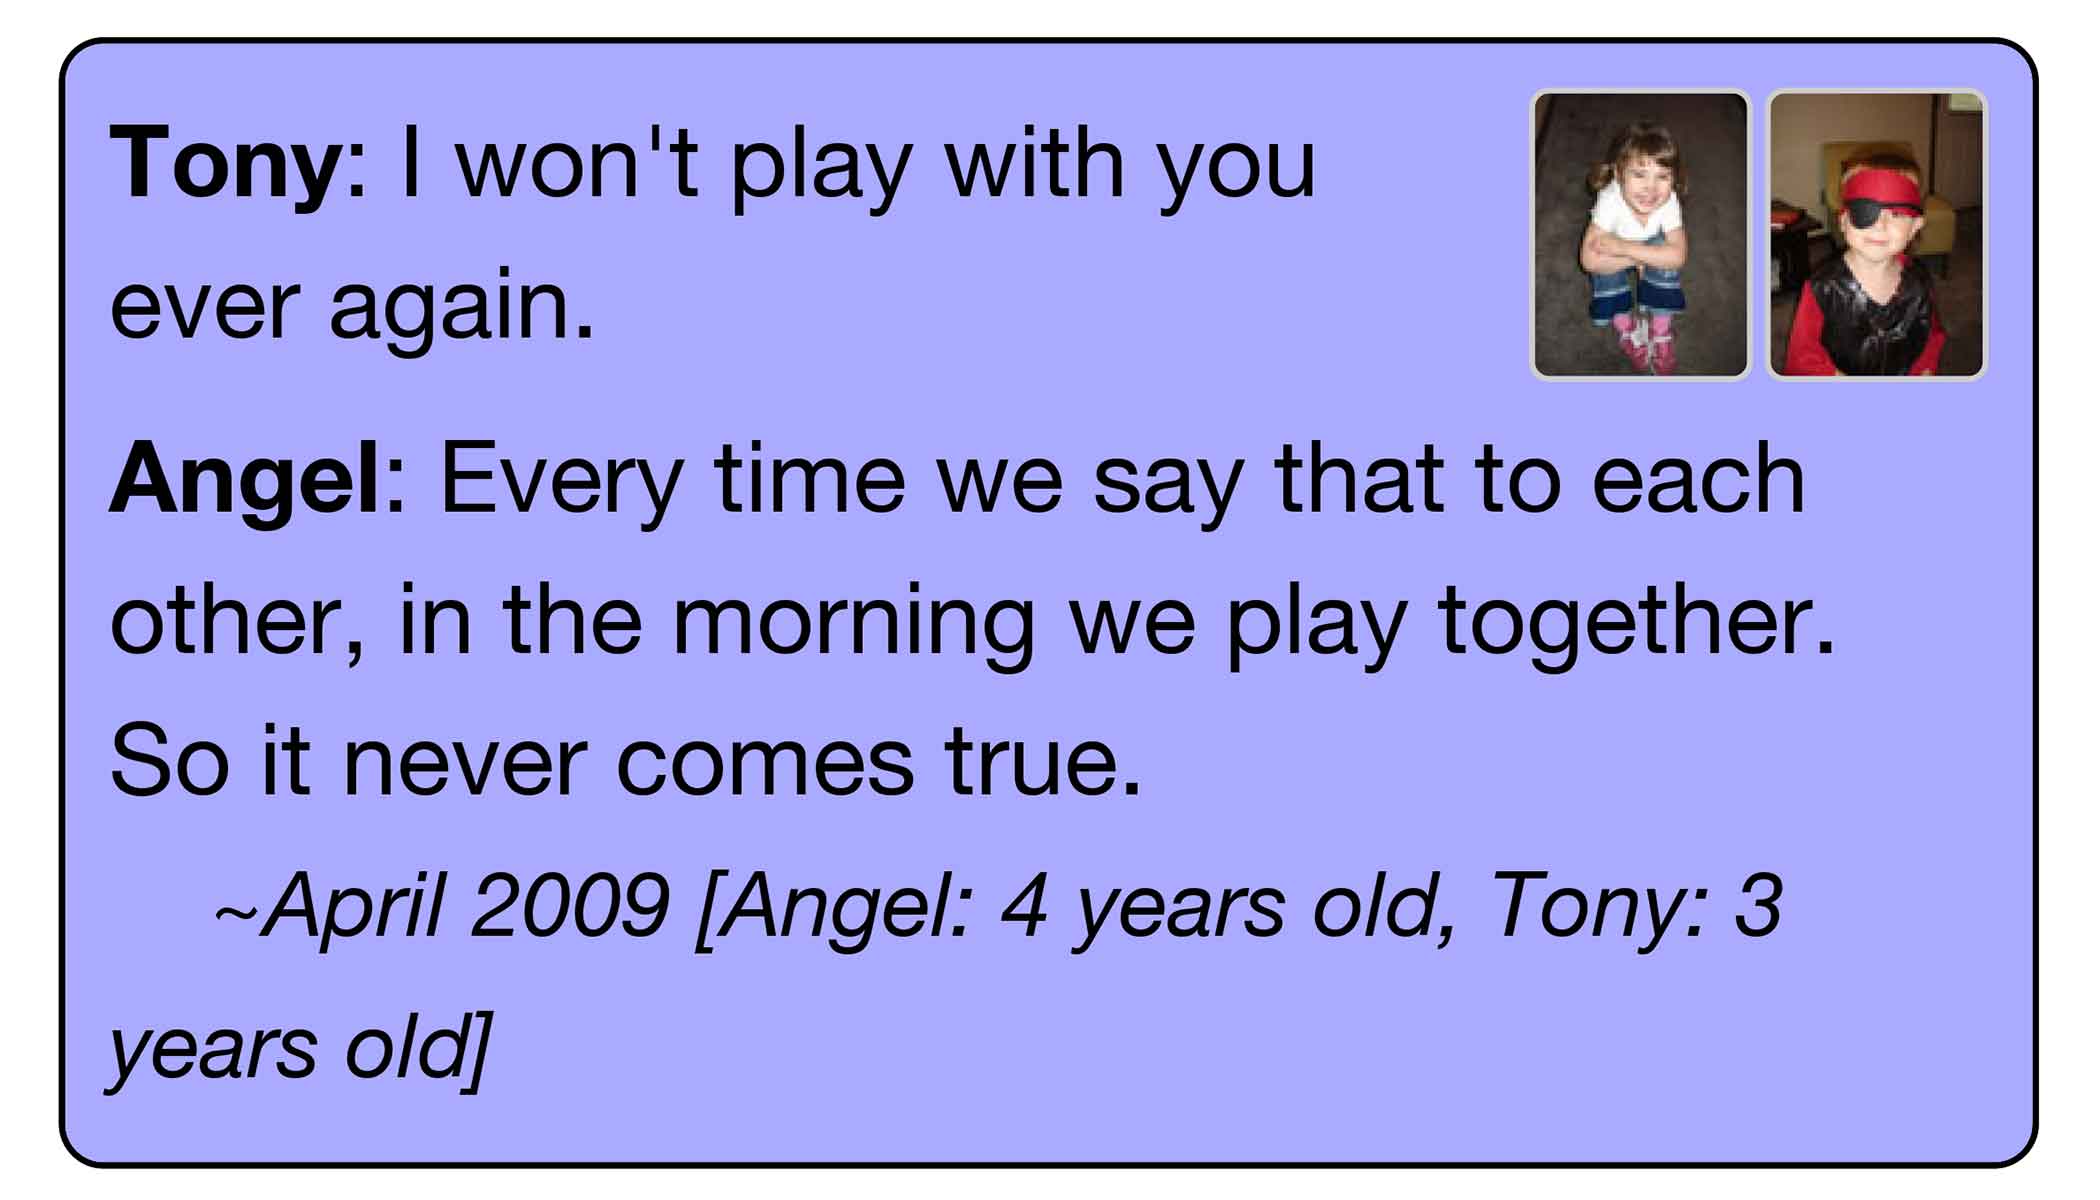 Tony: I won't play with you
ever again.
Angel: Every time we say that to each
other, in the morning we play together.
So it never comes true.
~April 2009 [Angel: 4 years old, Tony: 3
years old]